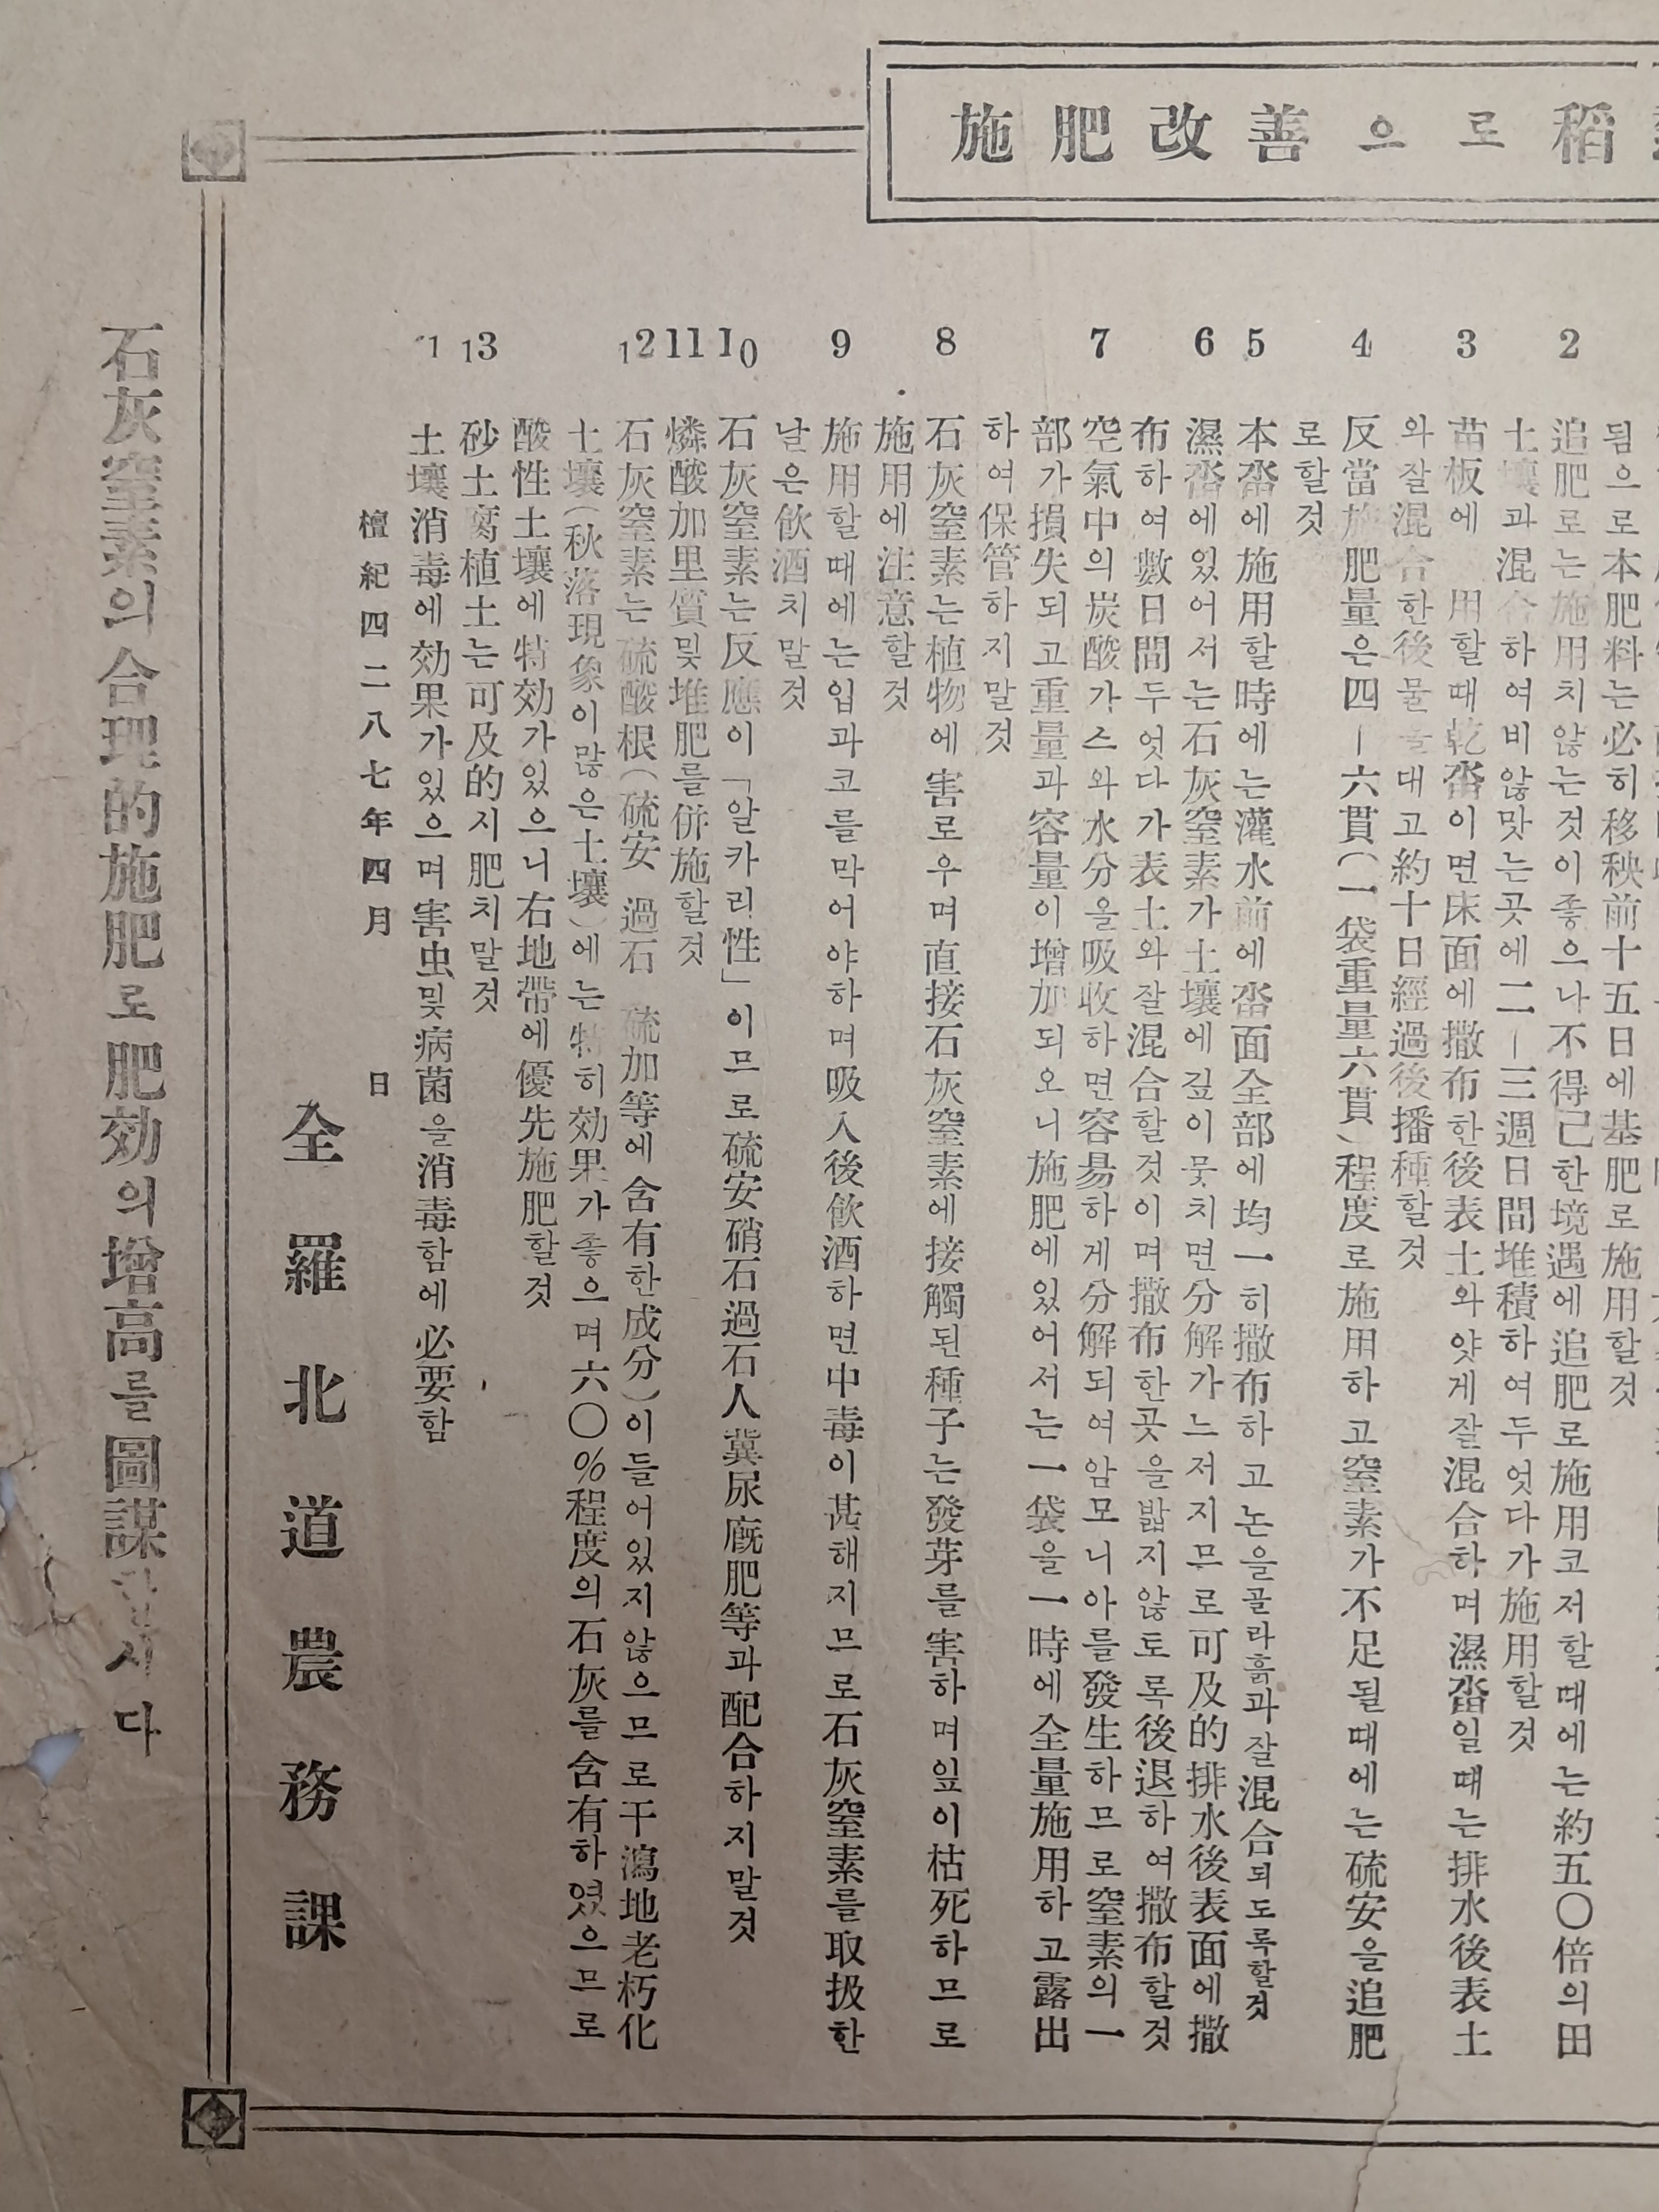 施肥改善으로稻
됨으로本肥料는必히移秧前十五日에基肥로施用할것
2 追肥로는施用치않는것이좋으나不得己한境遇에追肥로施用코저할때에는約五〇倍의田
土壤과混合하여비않맛는곳에二―三週日間堆積하여두엇다가施用할것
3 苗板에 用할때乾畓이면床面에撒布한後表土와얏게잘混合하며濕畓일때는排水後表土
와잘混合한後물을대고約十日經過後播種할것
4 反當施肥量은四―六貫(一袋重量六貫)程度로施用하고窒素가不足될때에는硫安을追肥
로할것
5 本畓에施用할時에는灌水前에畓面全部에均一히撒布하고논을골라흙과잘混合되도록할것
6 濕畓에있어서는石灰窒素가土壤에깊이뭇치면分解가느저지므로可及的排水後表面에撒
布하여數日間두엇다가表土와잘混合할것이며撒布한곳을밟지않토록後退하여撒布할것
7 空氣中의炭酸가스와水分을吸收하면容易하게分解되여암모니아를發生하므로窒素의一
部가損失되고重量과容量이增加되오니施肥에있어서는一袋을一時에全量施用하고露出
하여保管하지말것
8 石灰窒素는植物에害로우며直接石灰窒素에接觸된種子는發芽를害하며잎이枯死하므로
施用에注意할것
9 施用할때에는입과코를막어야하며吸入後飮酒하면中毒이甚해지므로石灰窒素를取扱한
날은飮酒치말것
10 石灰窒素는反應이「알카리性」이므로硫安硝石過石人糞尿廐肥等과配合하지말것
11 燐酸加里質및堆肥를併施할것
12 石灰窒素는硫酸根(硫安 過石 硫加等에含有한成分)이들어있지않으므로干瀉地老朽化
土壤(秋落現象이많은土壤)에는特히効果가좋으며六〇%程度의石灰를含有하였으므로
酸性土壤에特効가있으니右地帶에優先施肥할것
13 砂土腐植土는可及的시肥치말것
1 土壤消毒에効果가있으며害虫및病菌을消毒함에必要함
檀紀四二八七年四月 日
全羅北道農務課
石灰窒素의合理的施肥로肥効의增高를圖謀합시다